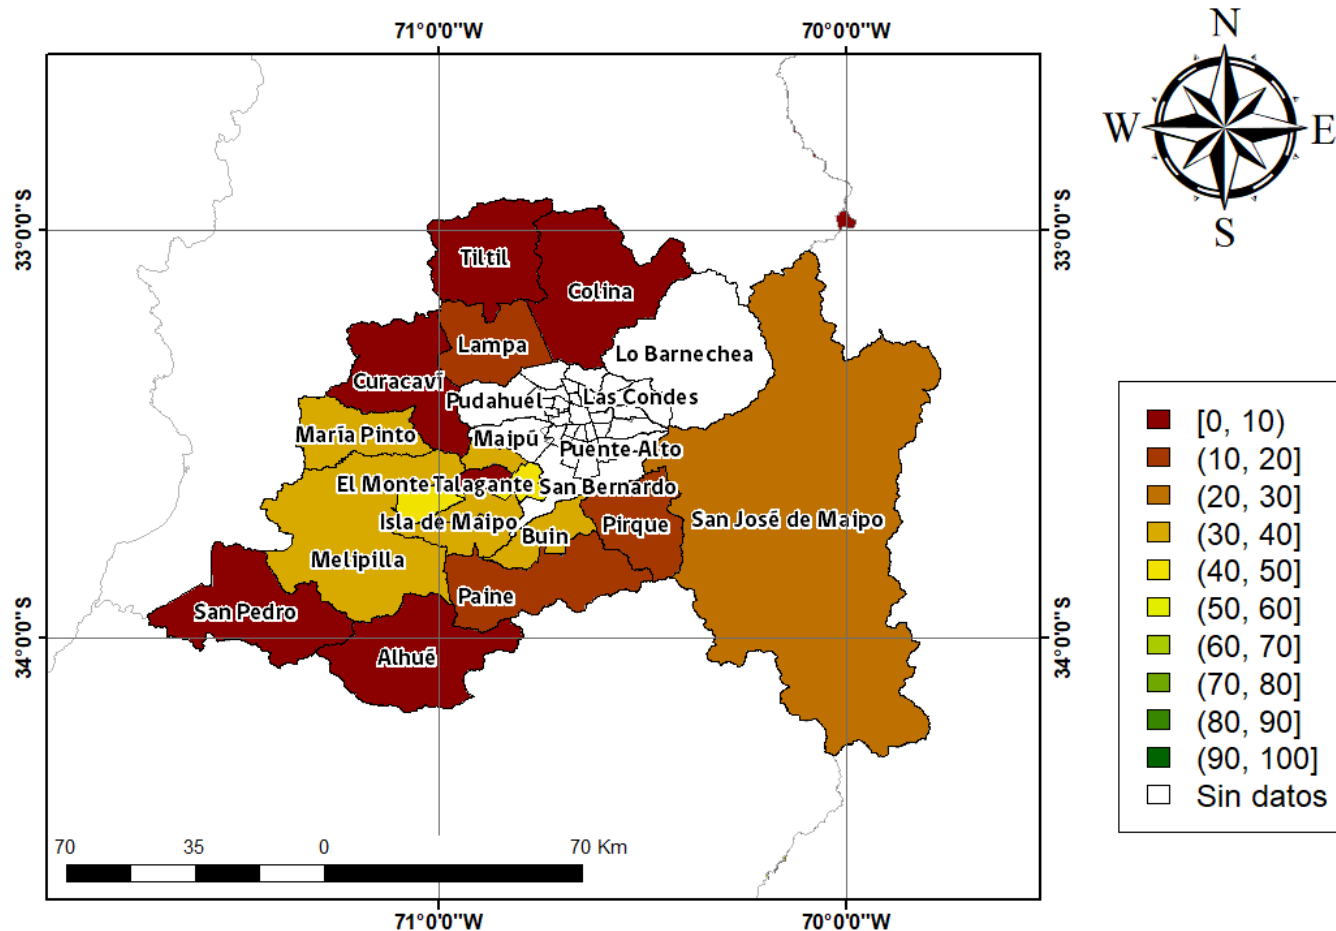 71°0'0"W
70°0'0"W
N
W
E
S
33°0'0"S
33°0'0"S
Tiltil
Colina
Lampa
Lo Barnechea
Curacaví
Pudahuel
Las Condes
María Pinto
Maipú
Puente Alto
El Monte
Talagante
San Bernardo
Isla de Maipo
Buin
Pirque
San José de Maipo
Melipilla
Paine
San Pedro
Alhué
34°0'0"S
34°0'0"S
[0, 10)
(10, 20]
(20, 30]
(30, 40]
(40, 50]
(50, 60]
(60, 70]
(70, 80]
(80, 90]
(90, 100]
Sin datos
70 35 0 70 Km
71°0'0"W
70°0'0"W